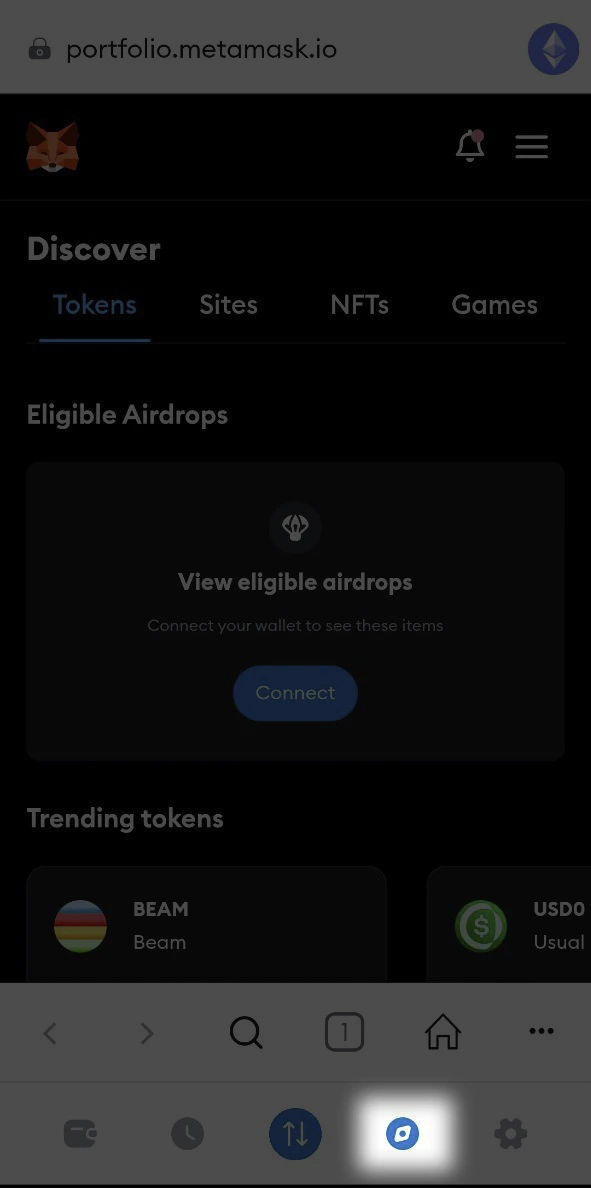 portfolio.metamask.io
Discover
Tokens Sites NFTs Games
Eligible Airdrops
View eligible airdrops
Connect your wallet to see these items
Connect
Trending tokens
BEAM
Beam
USD0
Usual
1